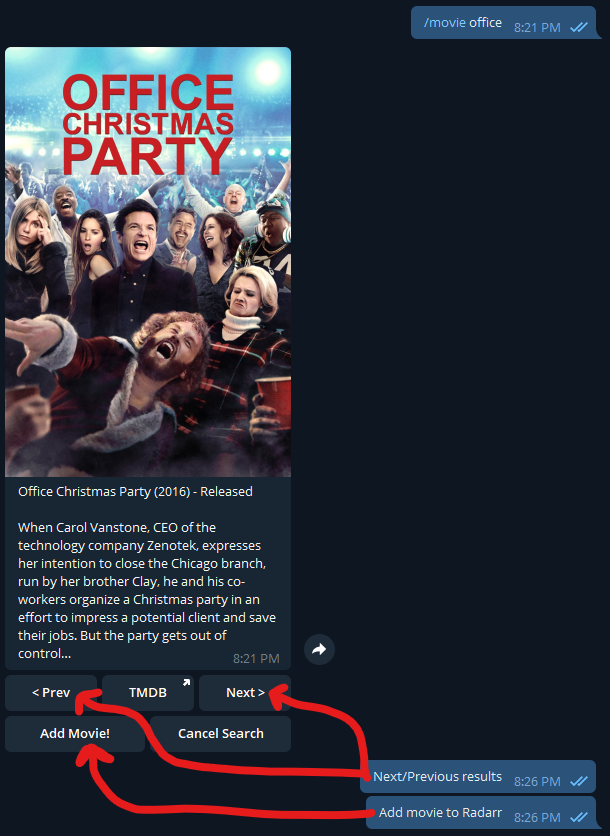 /movie office 8:21 PM
OFFICE
CHRISTMAS
PARTY
Office Christmas Party (2016) - Released
When Carol Vanstone, CEO of the
technology company Zenotek, expresses
her intention to close the Chicago branch,
run by her brother Clay, he and his co-
workers organize a Christmas party in an
effort to impress a potential client and save
their jobs. But the party gets out of
control...
8:21 PM
< Prev TMDB Next >
Add Movie! Cancel Search
Next/Previous results 8:26 PM
Add movie to Radarr 8:26 PM